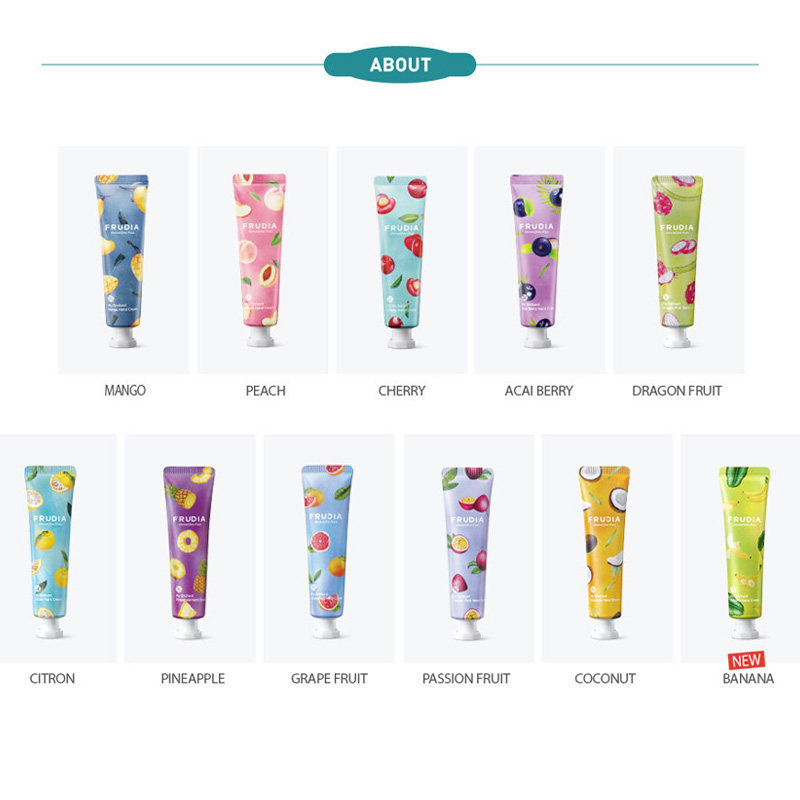 ABOUT
FRUDIA
FRUDIA
FRUDIA
FRUDIA
FRUDIA
MANGO
PEACH
CHERRY
ACAI BERRY
DRAGON FRUIT
FRUDIA
FRUDIA
FRUDIA
FRUDIA
FRUDIA
FRUDIA
NEW
CITRON
PINEAPPLE
GRAPE FRUIT
PASSION FRUIT
COCONUT
BANANA